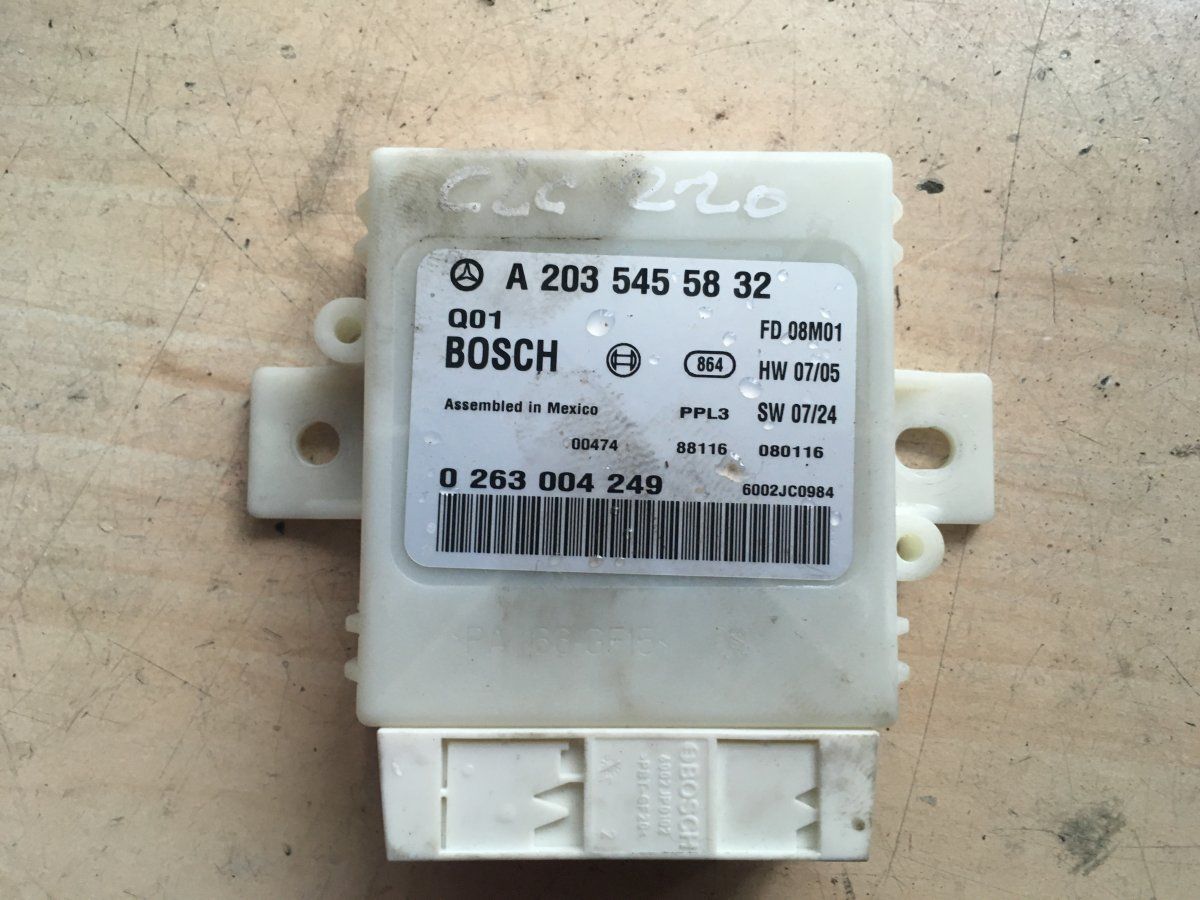 CLC 220
A 203 545 58 32
Q01
FD 08M01
BOSCH
864
HW 07/05
Assembled in Mexico
PPL3
SW 07/24
00474
88116
080116
0 263 004 249
6002JC0984
BOSCH
2